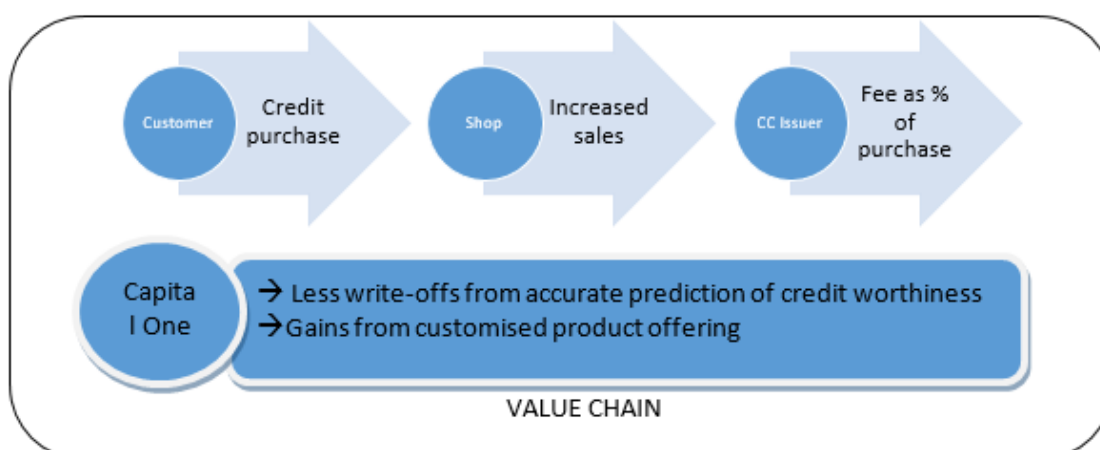 Customer
Credit
purchase
Shop
Increased
sales
CC Issuer
Fee as %
of
purchase
Capita
l One
→ Less write-offs from accurate prediction of credit worthiness
→Gains from customised product offering
VALUE CHAIN